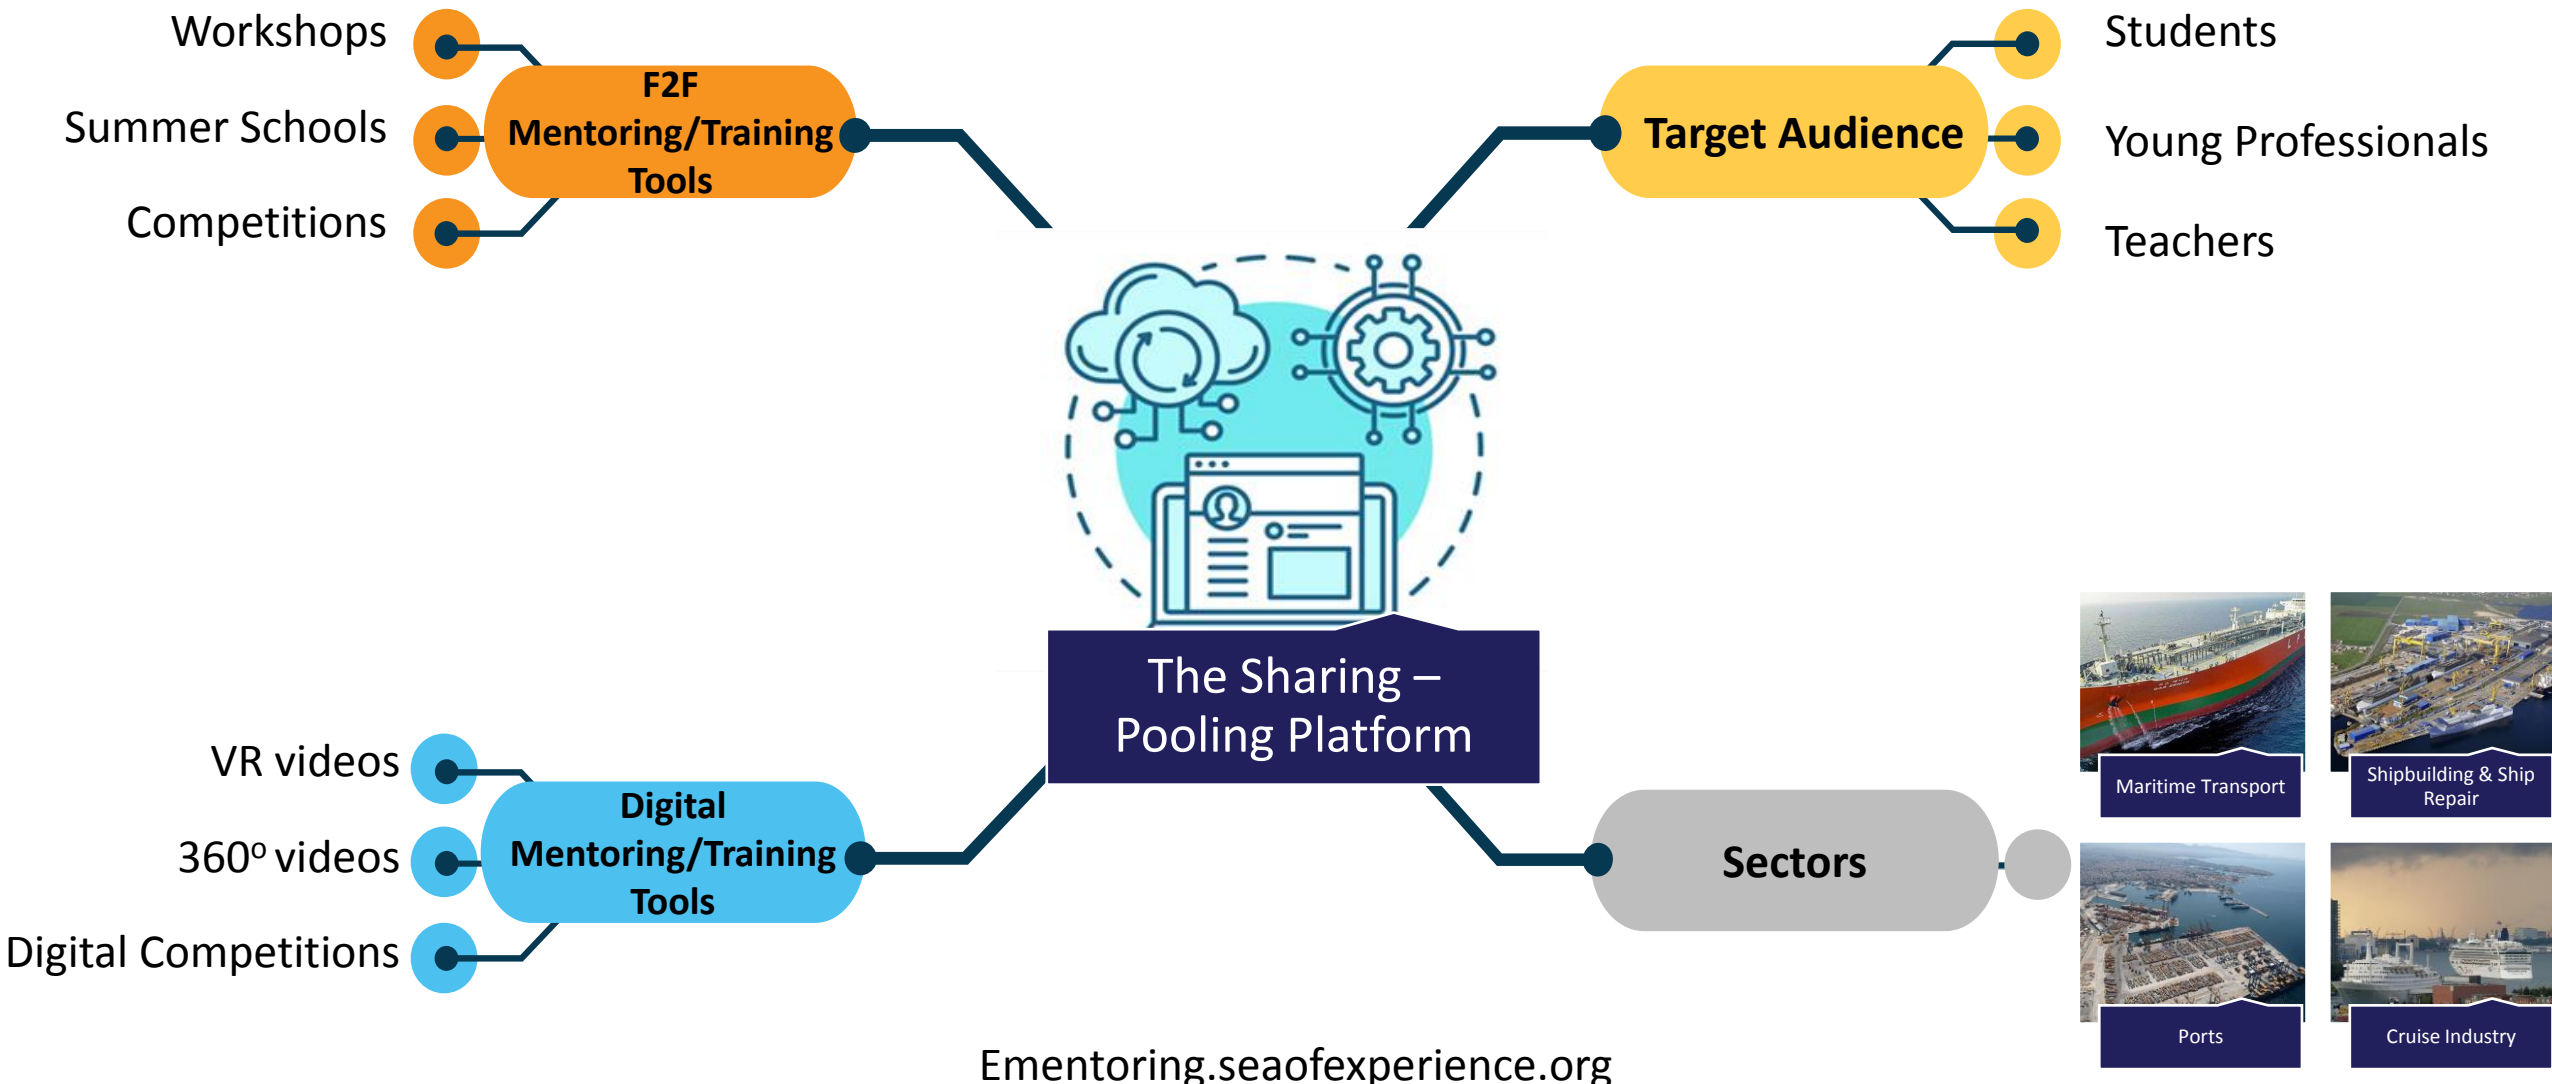 Workshops
Summer Schools
Competitions
F2F
Mentoring/Training
Tools
Target Audience
Students
Young Professionals
Teachers
The Sharing –
Pooling Platform
VR videos
360º videos
Digital Competitions
Digital
Mentoring/Training
Tools
Sectors
Maritime Transport
Shipbuilding & Ship
Repair
Ports
Cruise Industry
Ementoring.seaofexperience.org